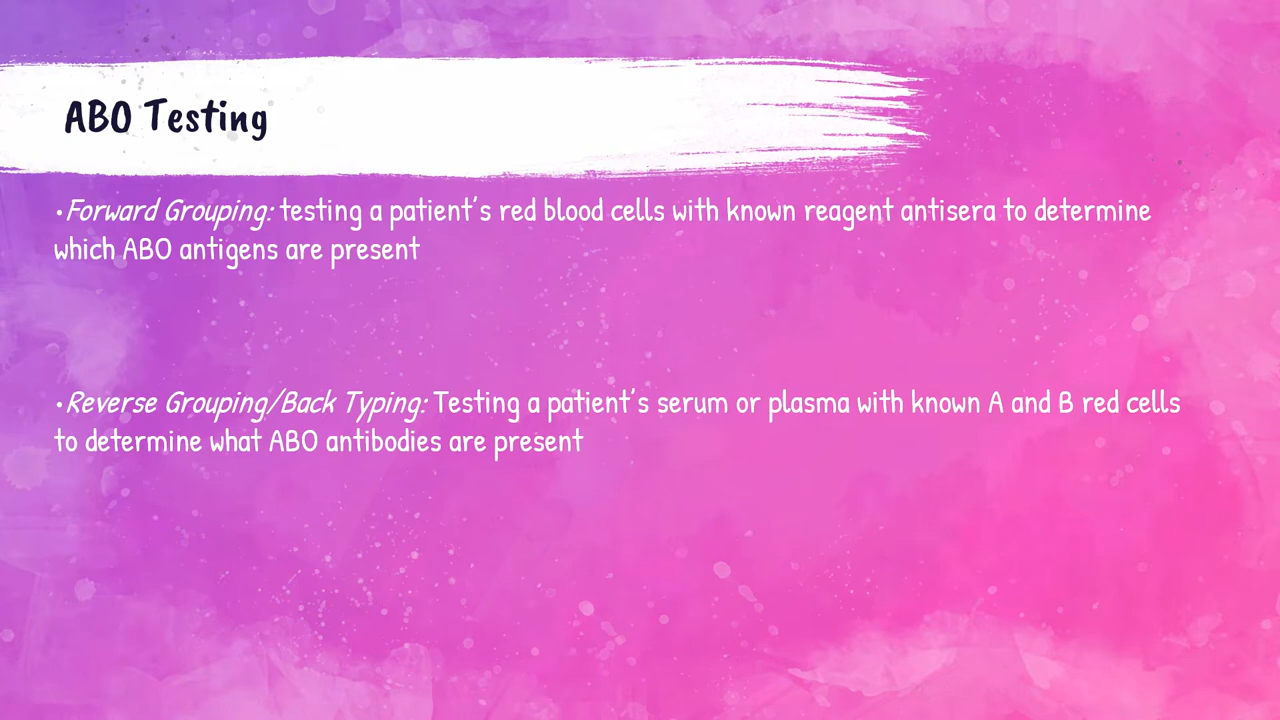 ABO Testing
•Forward Grouping: testing a patient’s red blood cells with known reagent antisera to determine
which ABO antigens are present
•Reverse Grouping/Back Typing: Testing a patient’s serum or plasma with known A and B red cells
to determine what ABO antibodies are present